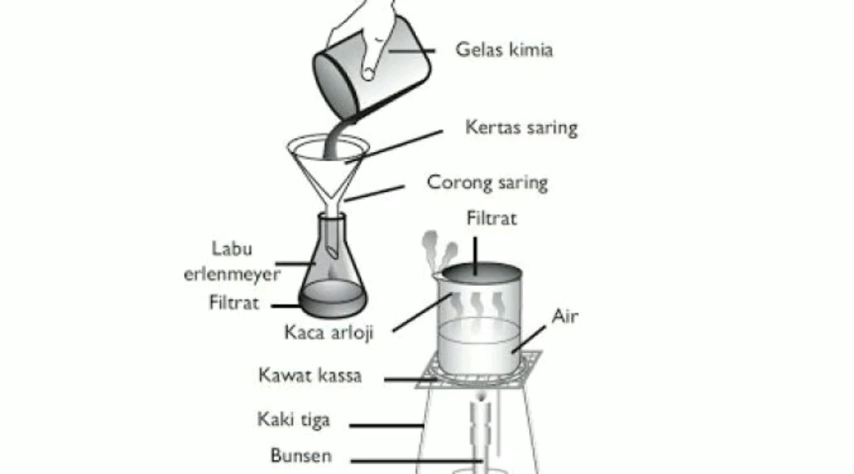 Gelas kimia
Kertas saring
Corong saring
Filtrat
Labu
erlenmeyer
Filtrat
Kaca arloji
Air
Kawat kassa
Kaki tiga
Bunsen